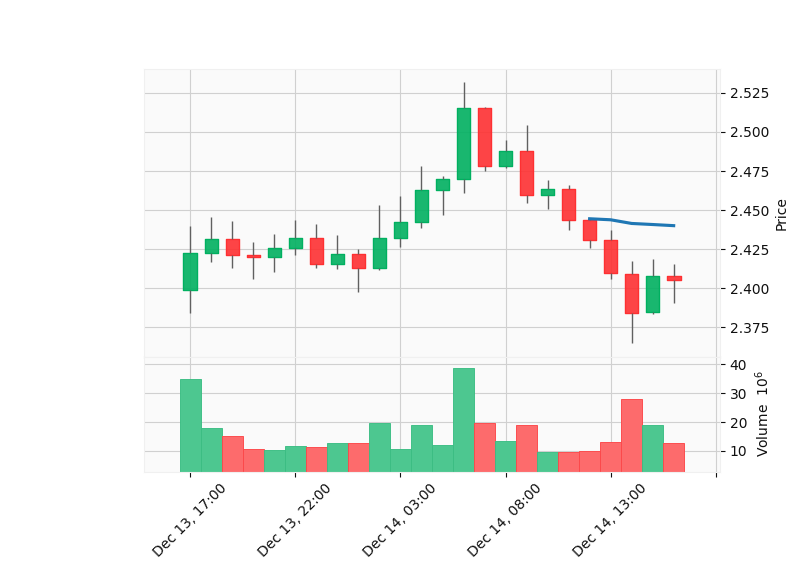 2.525
2.500
2.475
2.450
2.425
2.400
2.375
Price
40
30
20
10
Volume 10⁶
Dec 13, 17:00
Dec 13, 22:00
Dec 14, 03:00
Dec 14, 08:00
Dec 14, 13:00